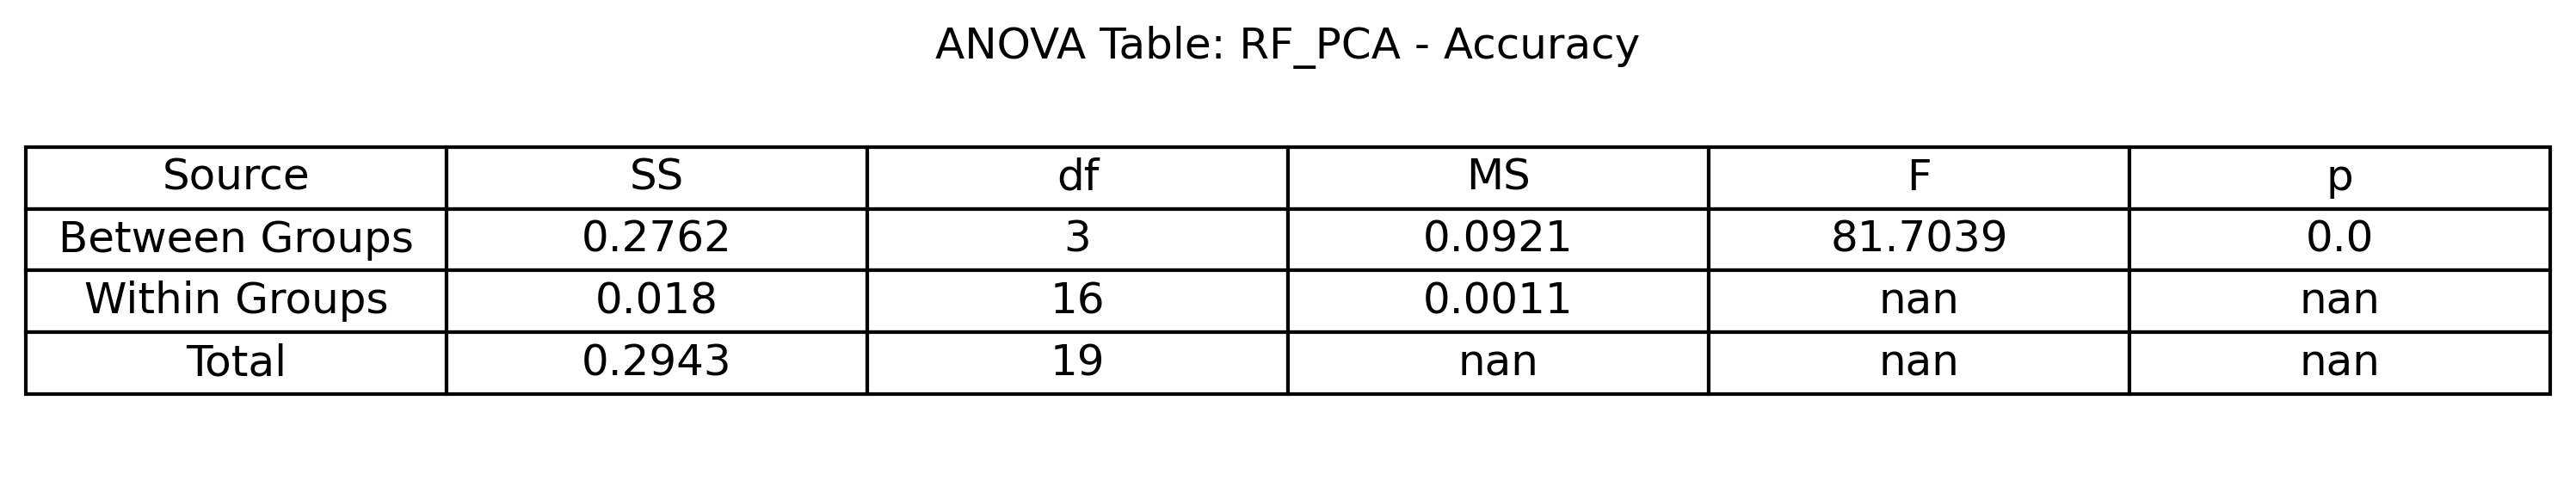 ANOVA Table: RF_PCA - Accuracy
Source SS df MS F p
Between Groups 0.2762 3 0.0921 81.7039 0.0
Within Groups 0.018 16 0.0011 nan nan
Total 0.2943 19 nan nan nan